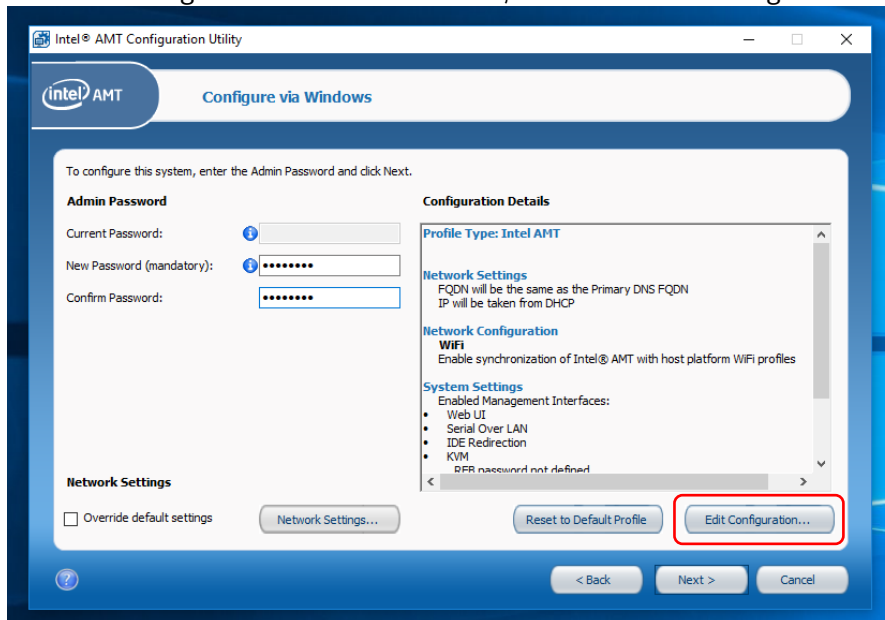 Intel® AMT Configuration Utility
intel AMT
Configure via Windows
To configure this system, enter the Admin Password and click Next.
Admin Password
Current Password:
New Password (mandatory):
Confirm Password:
Network Settings
Override default settings
Network Settings...
Configuration Details
Profile Type: Intel AMT
Network Settings
FQDN will be the same as the Primary DNS FQDN
IP will be taken from DHCP
Network Configuration
WiFi
Enable synchronization of Intel® AMT with host platform WiFi profiles
System Settings
Enabled Management Interfaces:
• Web UI
• Serial Over LAN
• IDE Redirection
• KVM
RFB password not defined
Reset to Default Profile
Edit Configuration...
< Back
Next >
Cancel